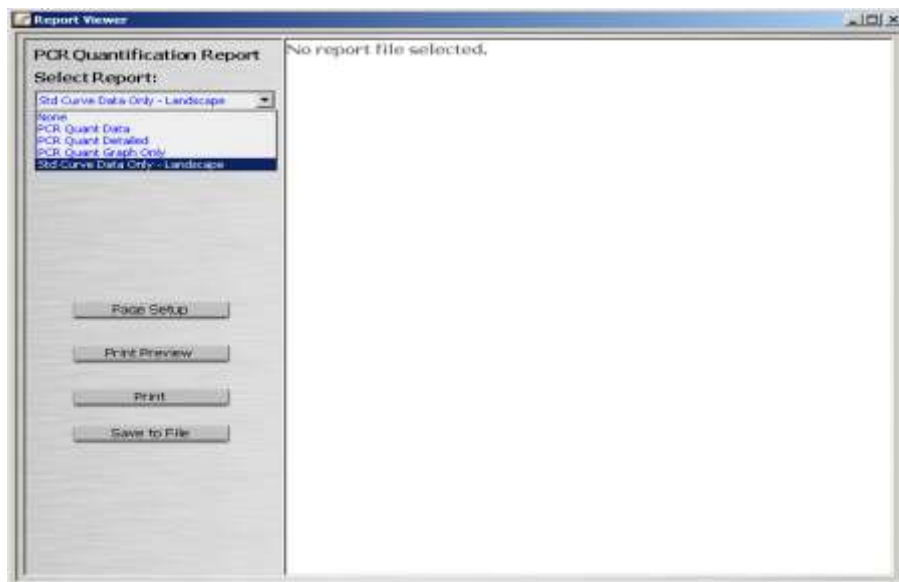 Report Viewer
PCR Quantification Report
Select Report:
Std Curve Data Only - Landscape
None
PCR Quant Data
PCR Quant Detailed
PCR Quant Graph Only
Std Curve Data Only - Landscape
Page Setup
Print Preview
Print
Save to File
No report file selected.